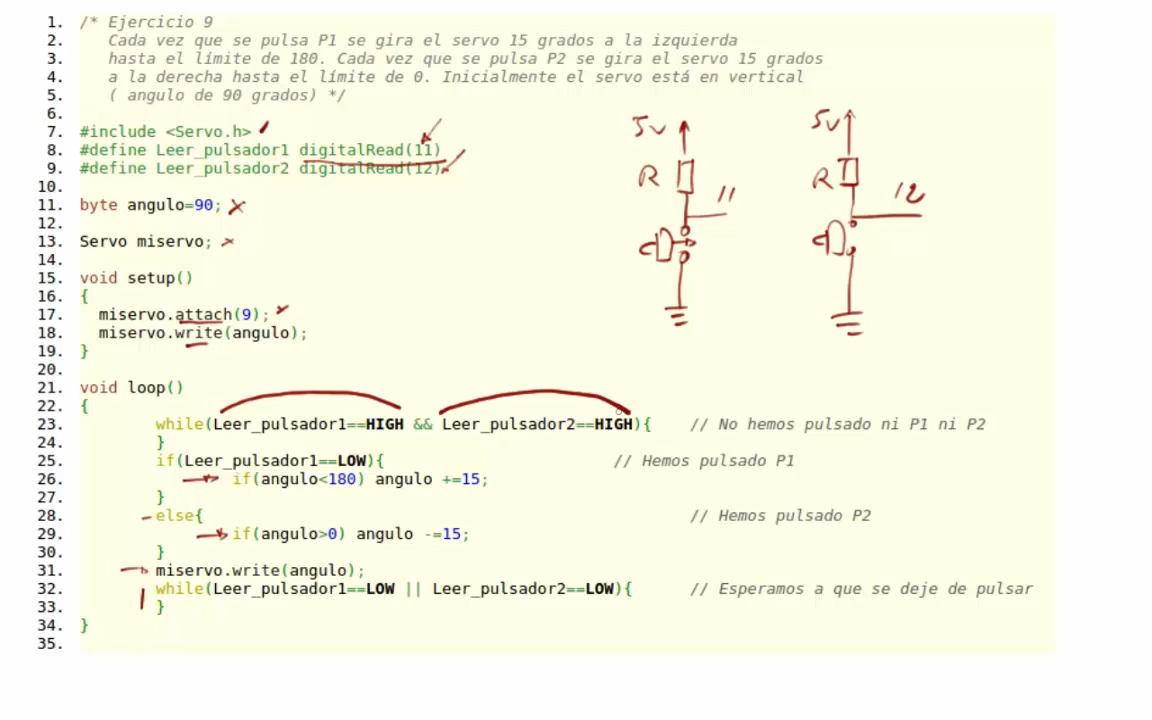 1. /* Ejercicio 9
2. Cada vez que se pulsa P1 se gira el servo 15 grados a la izquierda
3. hasta el límite de 180. Cada vez que se pulsa P2 se gira el servo 15 grados
4. a la derecha hasta el límite de 0. Inicialmente el servo está en vertical
5. ( angulo de 90 grados) */
6.
7. #include <Servo.h>
8. #define Leer_pulsador1 digitalRead(11)
9. #define Leer_pulsador2 digitalRead(12)
10.
11. byte angulo=90;
12.
13. Servo miservo;
14.
15. void setup()
16. {
17. miservo.attach(9);
18. miservo.write(angulo);
19. }
20.
21. void loop()
22. {
23. while(Leer_pulsador1==HIGH && Leer_pulsador2==HIGH){ // No hemos pulsado ni P1 ni P2
24. }
25. if(Leer_pulsador1==LOW){ // Hemos pulsado P1
26. if(angulo<180) angulo +=15;
27. }
28. else{ // Hemos pulsado P2
29. if(angulo>0) angulo -=15;
30. }
31. miservo.write(angulo);
32. while(Leer_pulsador1==LOW || Leer_pulsador2==LOW){ // Esperamos a que se deje de pulsar
33. }
34. }
35.
5v
R
11
5v
R
12